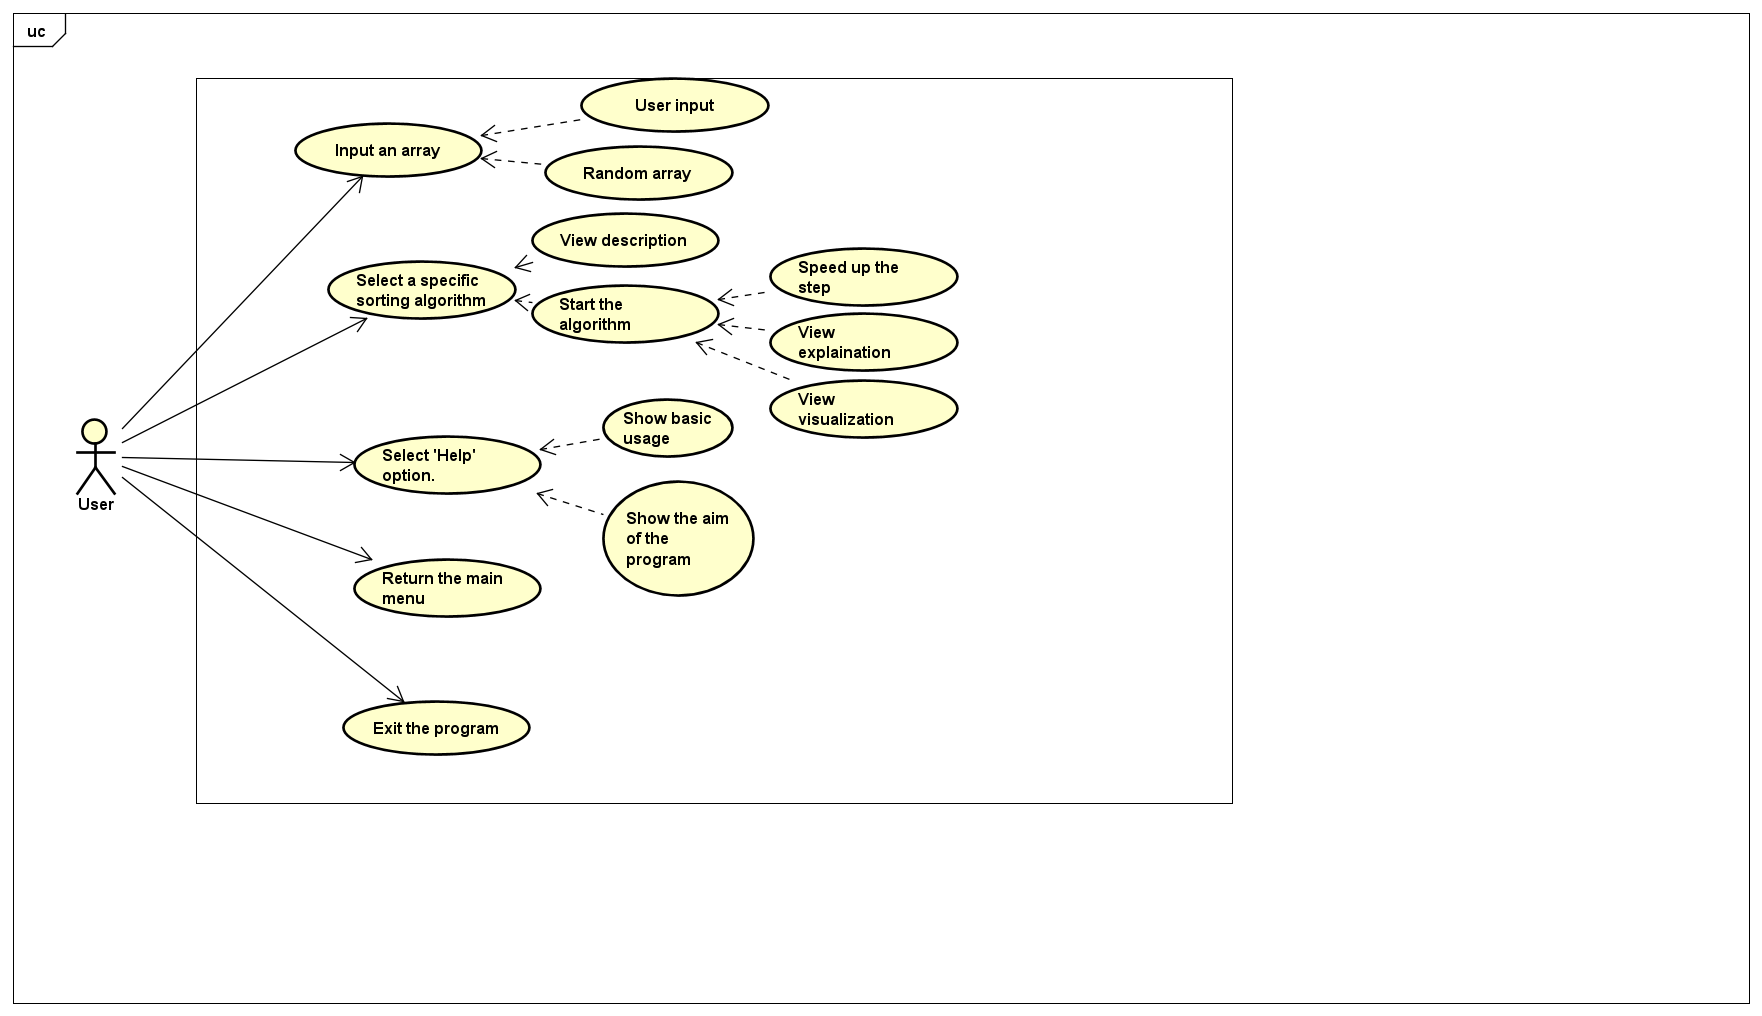 uc
User input
Input an array
Random array
View description
Select a specific
sorting algorithm
Start the
algorithm
Speed up the
step
View
explaination
View
visualization
Show basic
usage
Select 'Help'
option.
User
Show the aim
of the
program
Return the main
menu
Exit the program